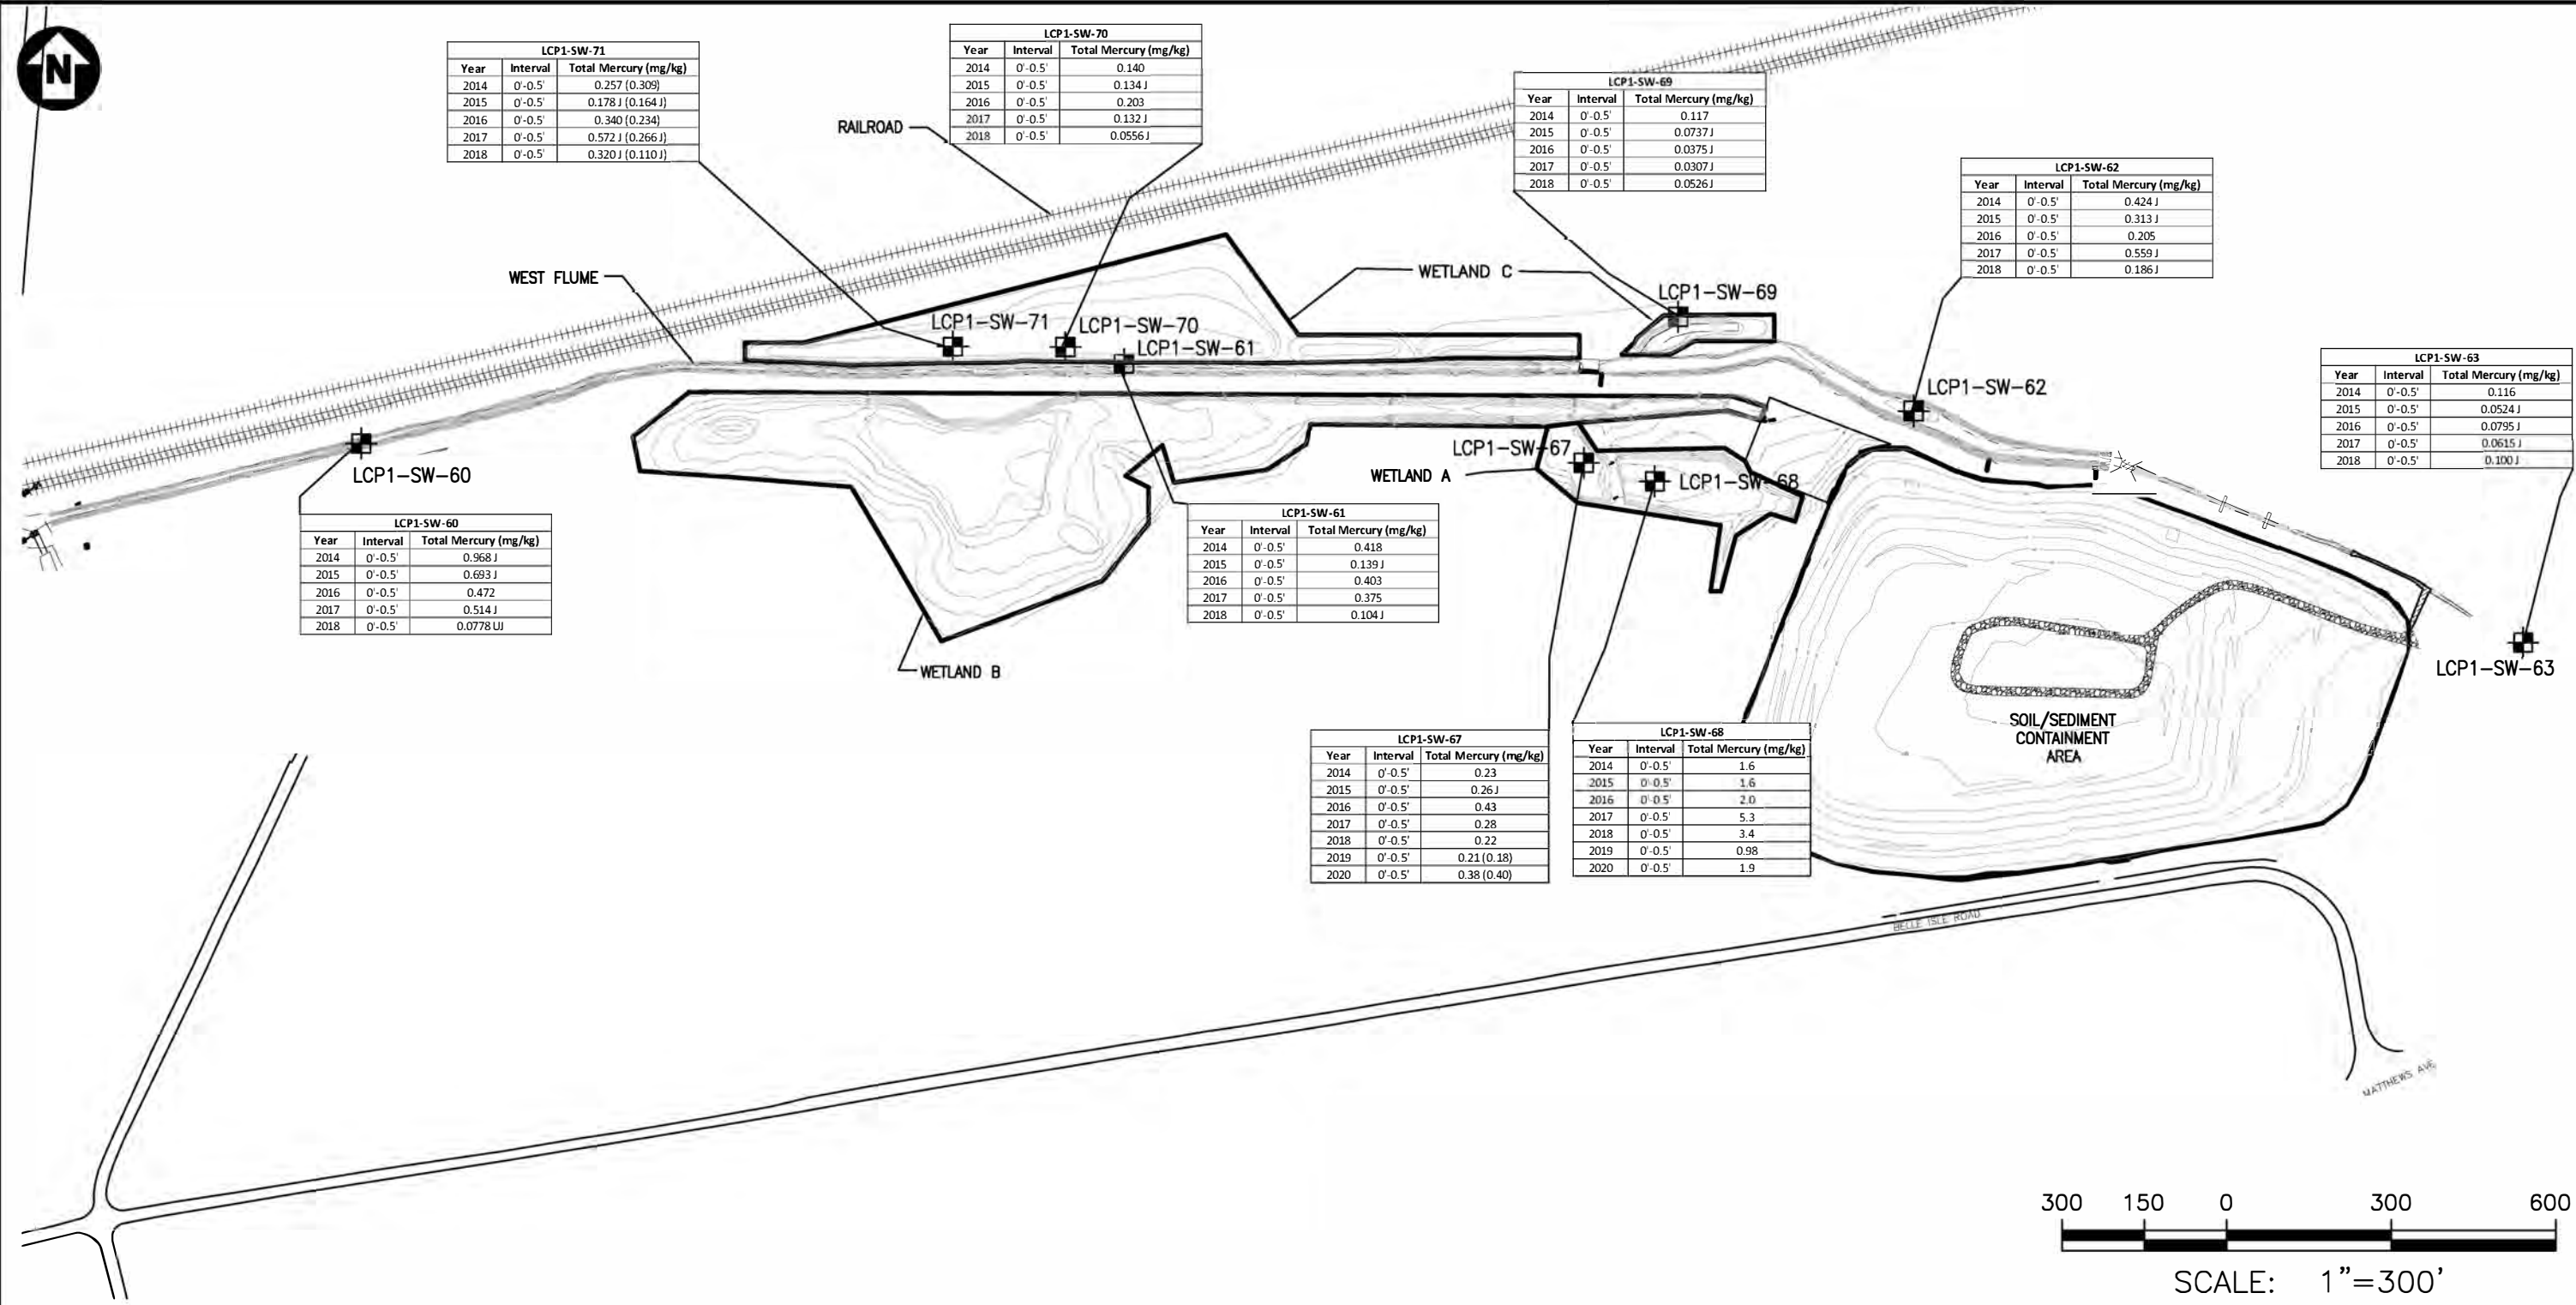 N
LCP1-SW-71
Year Interval Total Mercury (mg/kg)
2014 0'-0.5' 0.257 (0.309)
2015 0'-0.5' 0.178 J (0.164 J)
2016 0'-0.5' 0.340 (0.234)
2017 0'-0.5' 0.572 J (0.266 J)
2018 0'-0.5' 0.320 J (0.110 J)
LCP1-SW-70
Year Interval Total Mercury (mg/kg)
2014 0'-0.5' 0.140
2015 0'-0.5' 0.134 J
2016 0'-0.5' 0.203
2017 0'-0.5' 0.132 J
2018 0'-0.5' 0.0556 J
LCP1-SW-69
Year Interval Total Mercury (mg/kg)
2014 0'-0.5' 0.117
2015 0'-0.5' 0.0737 J
2016 0'-0.5' 0.0375 J
2017 0'-0.5' 0.0307 J
2018 0'-0.5' 0.0526 J
LCP1-SW-62
Year Interval Total Mercury (mg/kg)
2014 0'-0.5' 0.424 J
2015 0'-0.5' 0.313 J
2016 0'-0.5' 0.205
2017 0'-0.5' 0.559 J
2018 0'-0.5' 0.186 J
LCP1-SW-63
Year Interval Total Mercury (mg/kg)
2014 0'-0.5' 0.116
2015 0'-0.5' 0.0524 J
2016 0'-0.5' 0.0795 J
2017 0'-0.5' 0.0615 J
2018 0'-0.5' 0.100 J
RAILROAD
WEST FLUME
WETLAND C
LCP1-SW-69
LCP1-SW-71
LCP1-SW-70
LCP1-SW-61
LCP1-SW-62
LCP1-SW-67
WETLAND A
LCP1-SW-68
LCP1-SW-60
LCP1-SW-60
Year Interval Total Mercury (mg/kg)
2014 0'-0.5' 0.968 J
2015 0'-0.5' 0.693 J
2016 0'-0.5' 0.472
2017 0'-0.5' 0.514 J
2018 0'-0.5' 0.0778 UJ
LCP1-SW-61
Year Interval Total Mercury (mg/kg)
2014 0'-0.5' 0.418
2015 0'-0.5' 0.139 J
2016 0'-0.5' 0.403
2017 0'-0.5' 0.375
2018 0'-0.5' 0.104 J
WETLAND B
LCP1-SW-63
SOIL/SEDIMENT
CONTAINMENT
AREA
LCP1-SW-67
Year Interval Total Mercury (mg/kg)
2014 0'-0.5' 0.23
2015 0'-0.5' 0.26 J
2016 0'-0.5' 0.43
2017 0'-0.5' 0.28
2018 0'-0.5' 0.22
2019 0'-0.5' 0.21 (0.18)
2020 0'-0.5' 0.38 (0.40)
LCP1-SW-68
Year Interval Total Mercury (mg/kg)
2014 0'-0.5' 1.6
2015 0'-0.5' 1.6
2016 0'-0.5' 2.0
2017 0'-0.5' 5.3
2018 0'-0.5' 3.4
2019 0'-0.5' 0.98
2020 0'-0.5' 1.9
BELLE ISLE ROAD
MATTHEWS AVE
300 150 0 300 600
SCALE: 1"=300'